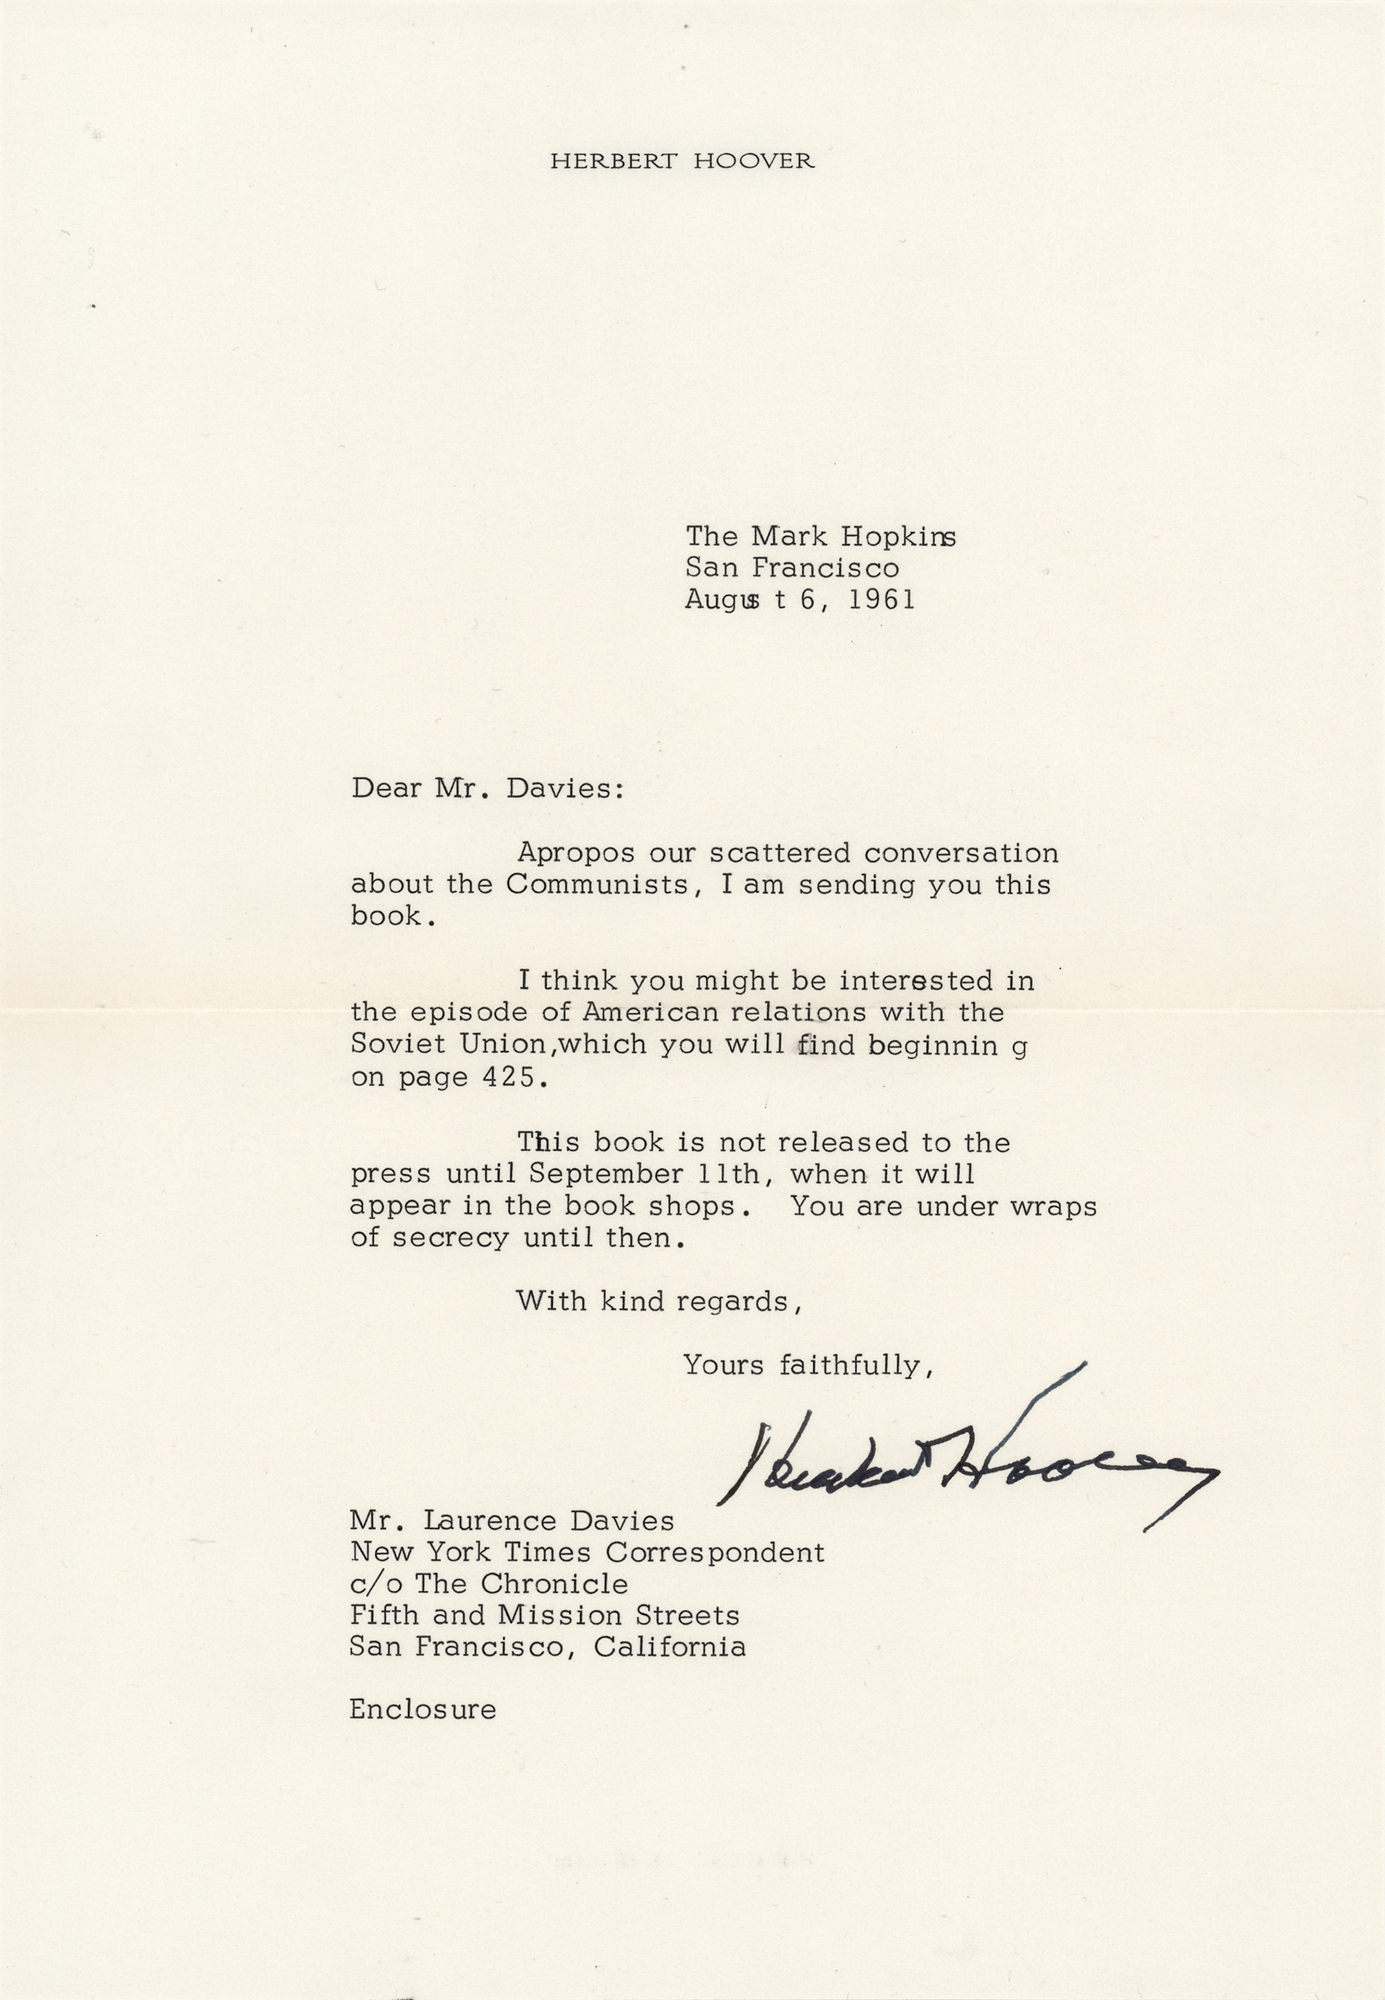 HERBERT HOOVER
The Mark Hopkins
San Francisco
Augus t 6, 1961
Dear Mr. Davies:
Apropos our scattered conversation
about the Communists, I am sending you this
book.
I think you might be interested in
the episode of American relations with the
Soviet Union,which you will find beginnin g
on page 425.
This book is not released to the
press until September 11th, when it will
appear in the book shops. You are under wraps
of secrecy until then.
With kind regards,
Yours faithfully,
Herbert Hoover
Mr. Laurence Davies
New York Times Correspondent
c/o The Chronicle
Fifth and Mission Streets
San Francisco, California
Enclosure